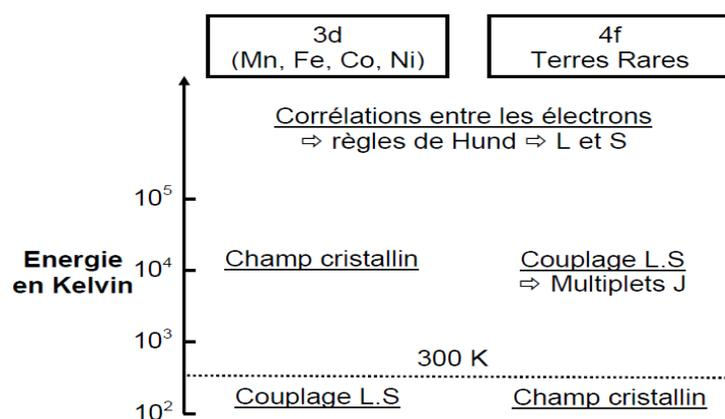 3d
(Mn, Fe, Co, Ni)
4f
Terres Rares
Corrélations entre les électrons
⇨ règles de Hund ⇨ L et S
10⁵
Energie
en Kelvin
10⁴
Champ cristallin
Couplage L.S
⇨ Multiplets J
10³
300 K
10²
Couplage L.S
Champ cristallin